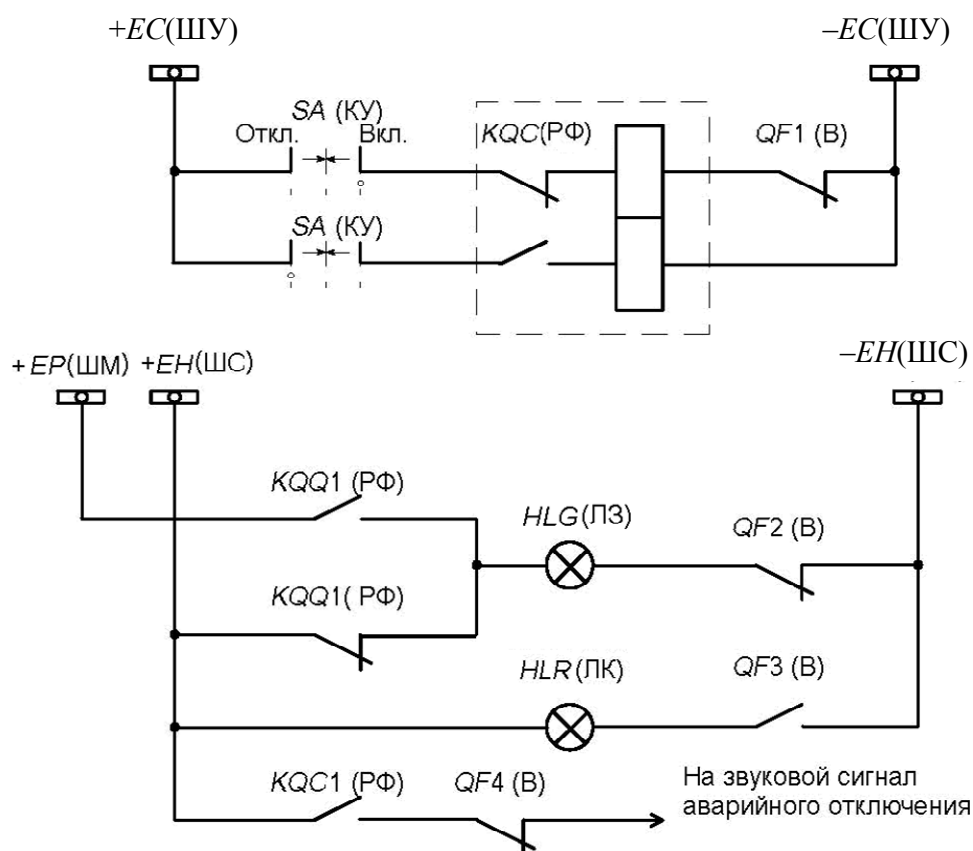 +EC(ШУ) –EC(ШУ)
SA (КУ)
Откл. Вкл. KQC(РФ) QF1 (В)
SA (КУ)
+EP(ШМ) +EH(ШС) –EH(ШС)
KQQ1 (РФ)
HLG(ЛЗ) QF2 (В)
KQQ1( РФ)
HLR(ЛК) QF3 (В)
KQC1 (РФ) QF4 (В) На звуковой сигнал
аварийного отключения